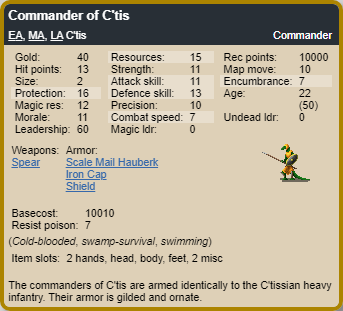 Commander of C'tis
EA, MA, LA C'tis Commander
Gold: 40 Resources: 15 Rec points: 10000
Hit points: 13 Strength: 11 Map move: 10
Size: 2 Attack skill: 11 Encumbrance: 7
Protection: 16 Defence skill: 13 Age: 22
Magic res: 12 Precision: 10 (50)
Morale: 11 Combat speed: 7 Undead ldr: 0
Leadership: 60 Magic ldr: 0
Weapons: Armor:
Spear Scale Mail Hauberk
Iron Cap
Shield
Basecost: 10010
Resist poison: 7
(Cold-blooded, swamp-survival, swimming)
Item slots: 2 hands, head, body, feet, 2 misc
The commanders of C'tis are armed identically to the C'tissian heavy
infantry. Their armor is gilded and ornate.